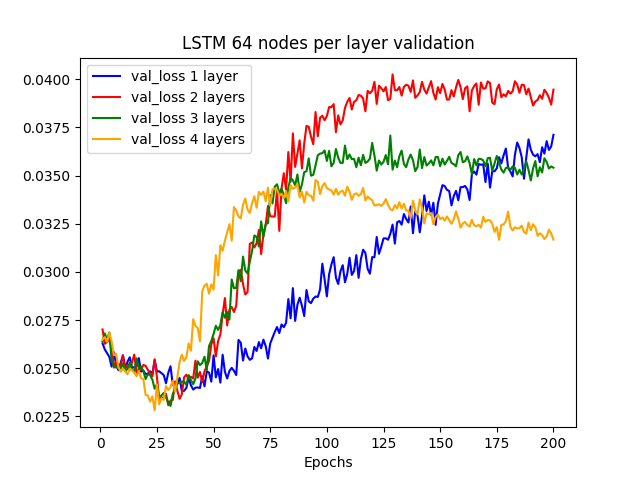 LSTM 64 nodes per layer validation
val_loss 1 layer
val_loss 2 layers
val_loss 3 layers
val_loss 4 layers
0.0400
0.0375
0.0350
0.0325
0.0300
0.0275
0.0250
0.0225
0 25 50 75 100 125 150 175 200
Epochs